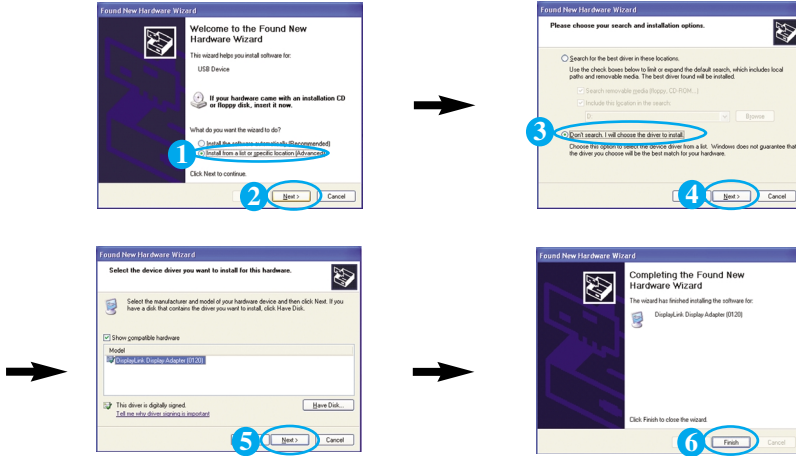 Found New Hardware Wizard
Welcome to the Found New
Hardware Wizard
This wizard helps you install software for:
USB Device
If your hardware came with an installation CD
or floppy disk, insert it now.
What do you want the wizard to do?
Install the software automatically (Recommended)
1
Install from a list or specific location (Advanced)
Click Next to continue.
2
Next >
Cancel
Found New Hardware Wizard
Please choose your search and installation options.
Search for the best driver in these locations.
Use the check boxes below to limit or expand the default search, which includes local
paths and removable media. The best driver found will be installed.
Search removable media (floppy, CD-ROM...)
Include this location in the search:
Browse
3
Don't search. I will choose the driver to install.
Choose this option to select the device driver from a list. Windows does not guarantee that
the driver you choose will be the best match for your hardware.
4
Next >
Cancel
Found New Hardware Wizard
Select the device driver you want to install for this hardware.
Select the manufacturer and model of your hardware device and then click Next. If you
have a disk that contains the driver you want to install, click Have Disk.
Show compatible hardware
Model
DisplayLink Display Adapter (0120)
This driver is digitally signed.
Tell me why driver signing is important
Have Disk...
5
Next >
Cancel
Found New Hardware Wizard
Completing the Found New
Hardware Wizard
The wizard has finished installing the software for:
DisplayLink Display Adapter (0120)
Click Finish to close the wizard.
6
Finish
Cancel